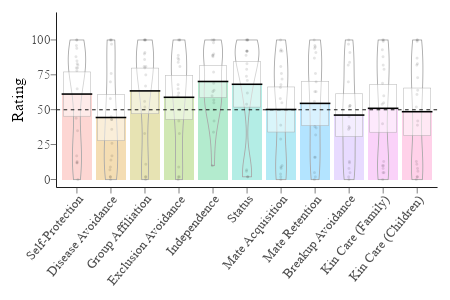 100
75
50
25
0
Rating
Self-Protection
Disease Avoidance
Group Affiliation
Exclusion Avoidance
Independence
Status
Mate Acquisition
Mate Retention
Breakup Avoidance
Kin Care (Family)
Kin Care (Children)